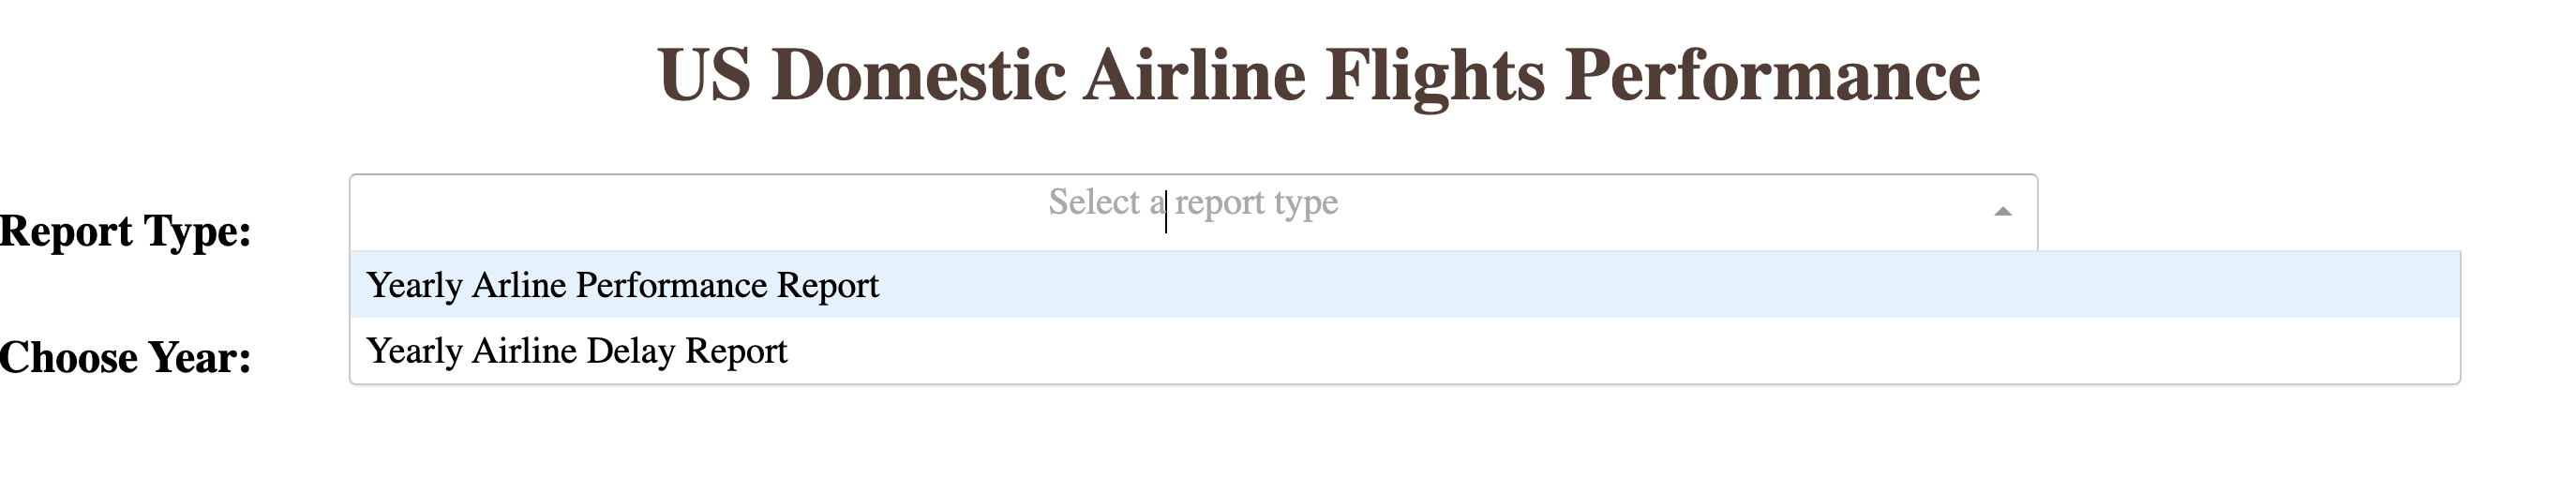 US Domestic Airline Flights Performance
Report Type:
Select a report type
Yearly Arline Performance Report
Yearly Airline Delay Report
Choose Year: